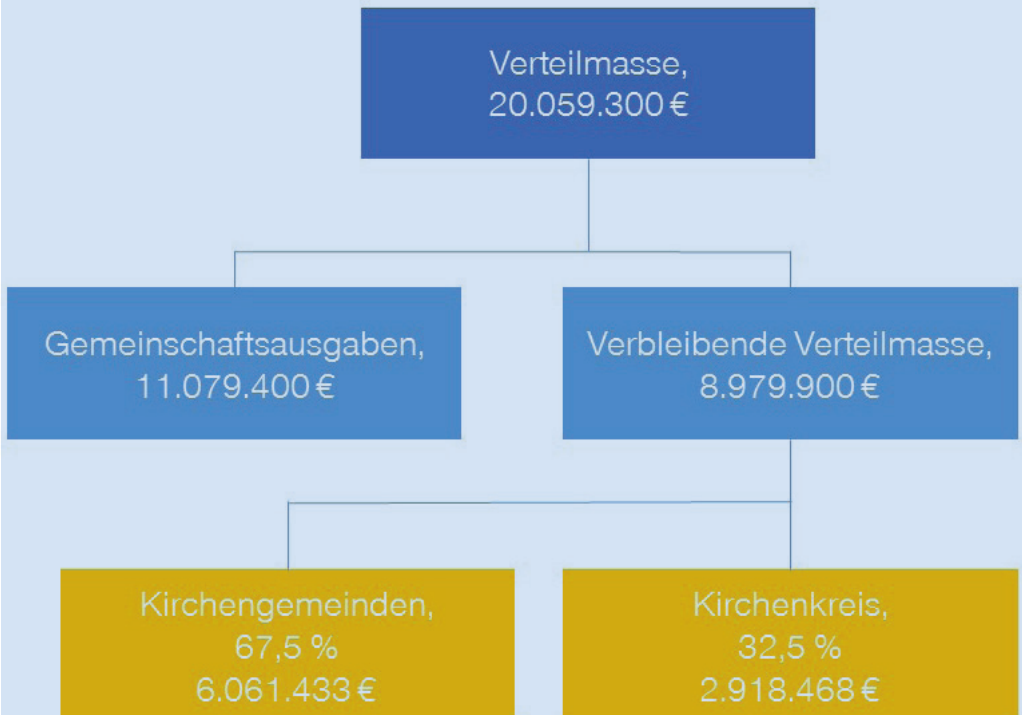 Verteilmasse,
20.059.300 €
Gemeinschaftsausgaben,
11.079.400 €
Verbleibende Verteilmasse,
8.979.900 €
Kirchengemeinden,
67,5 %
6.061.433 €
Kirchenkreis,
32,5 %
2.918.468 €